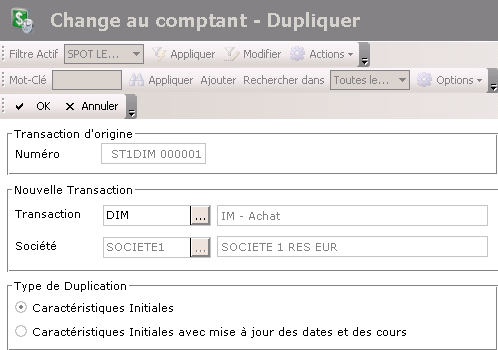 Change au comptant - Dupliquer
Filtre Actif SPOT LE... Appliquer Modifier Actions
Mot-Clé Appliquer Ajouter Rechercher dans Toutes le... Options
OK Annuler
Transaction d'origine
Numéro ST1DIM 000001
Nouvelle Transaction
Transaction DIM ... IM - Achat
Société SOCIETE1 ... SOCIETE 1 RES EUR
Type de Duplication
Caractéristiques Initiales
Caractéristiques Initiales avec mise à jour des dates et des cours